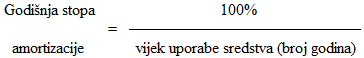 Godišnja stopa amortizacije = 100%
vijek uporabe sredstva (broj godina)